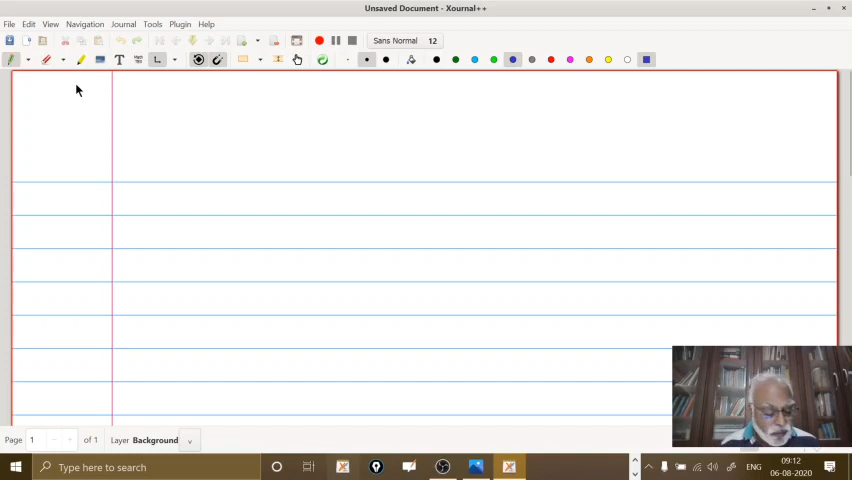 Unsaved Document - Xournal++
File Edit View Navigation Journal Tools Plugin Help
Sans Normal 12
Page 1 of 1 Layer Background
Type here to search
ENG
09:12
06-08-2020